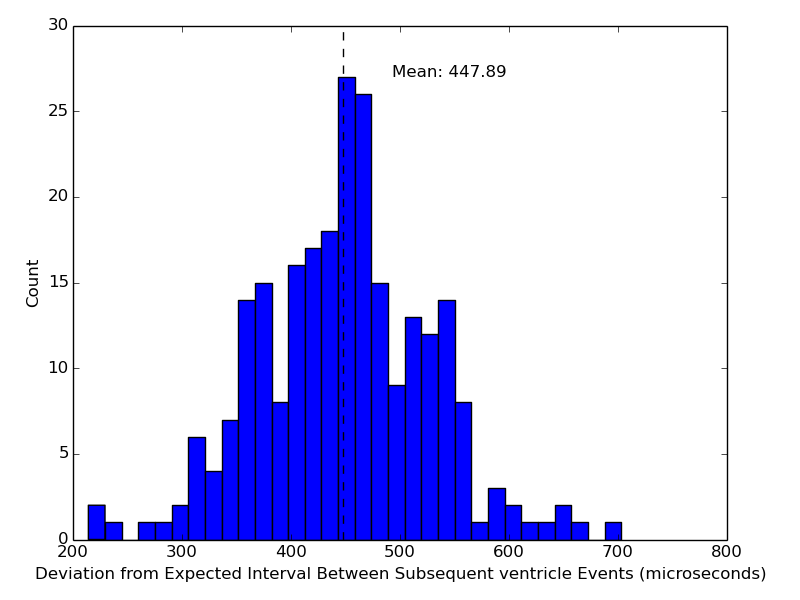 30
Mean: 447.89
25
20
15
10
5
0
Count
200 300 400 500 600 700 800
Deviation from Expected Interval Between Subsequent ventricle Events (microseconds)